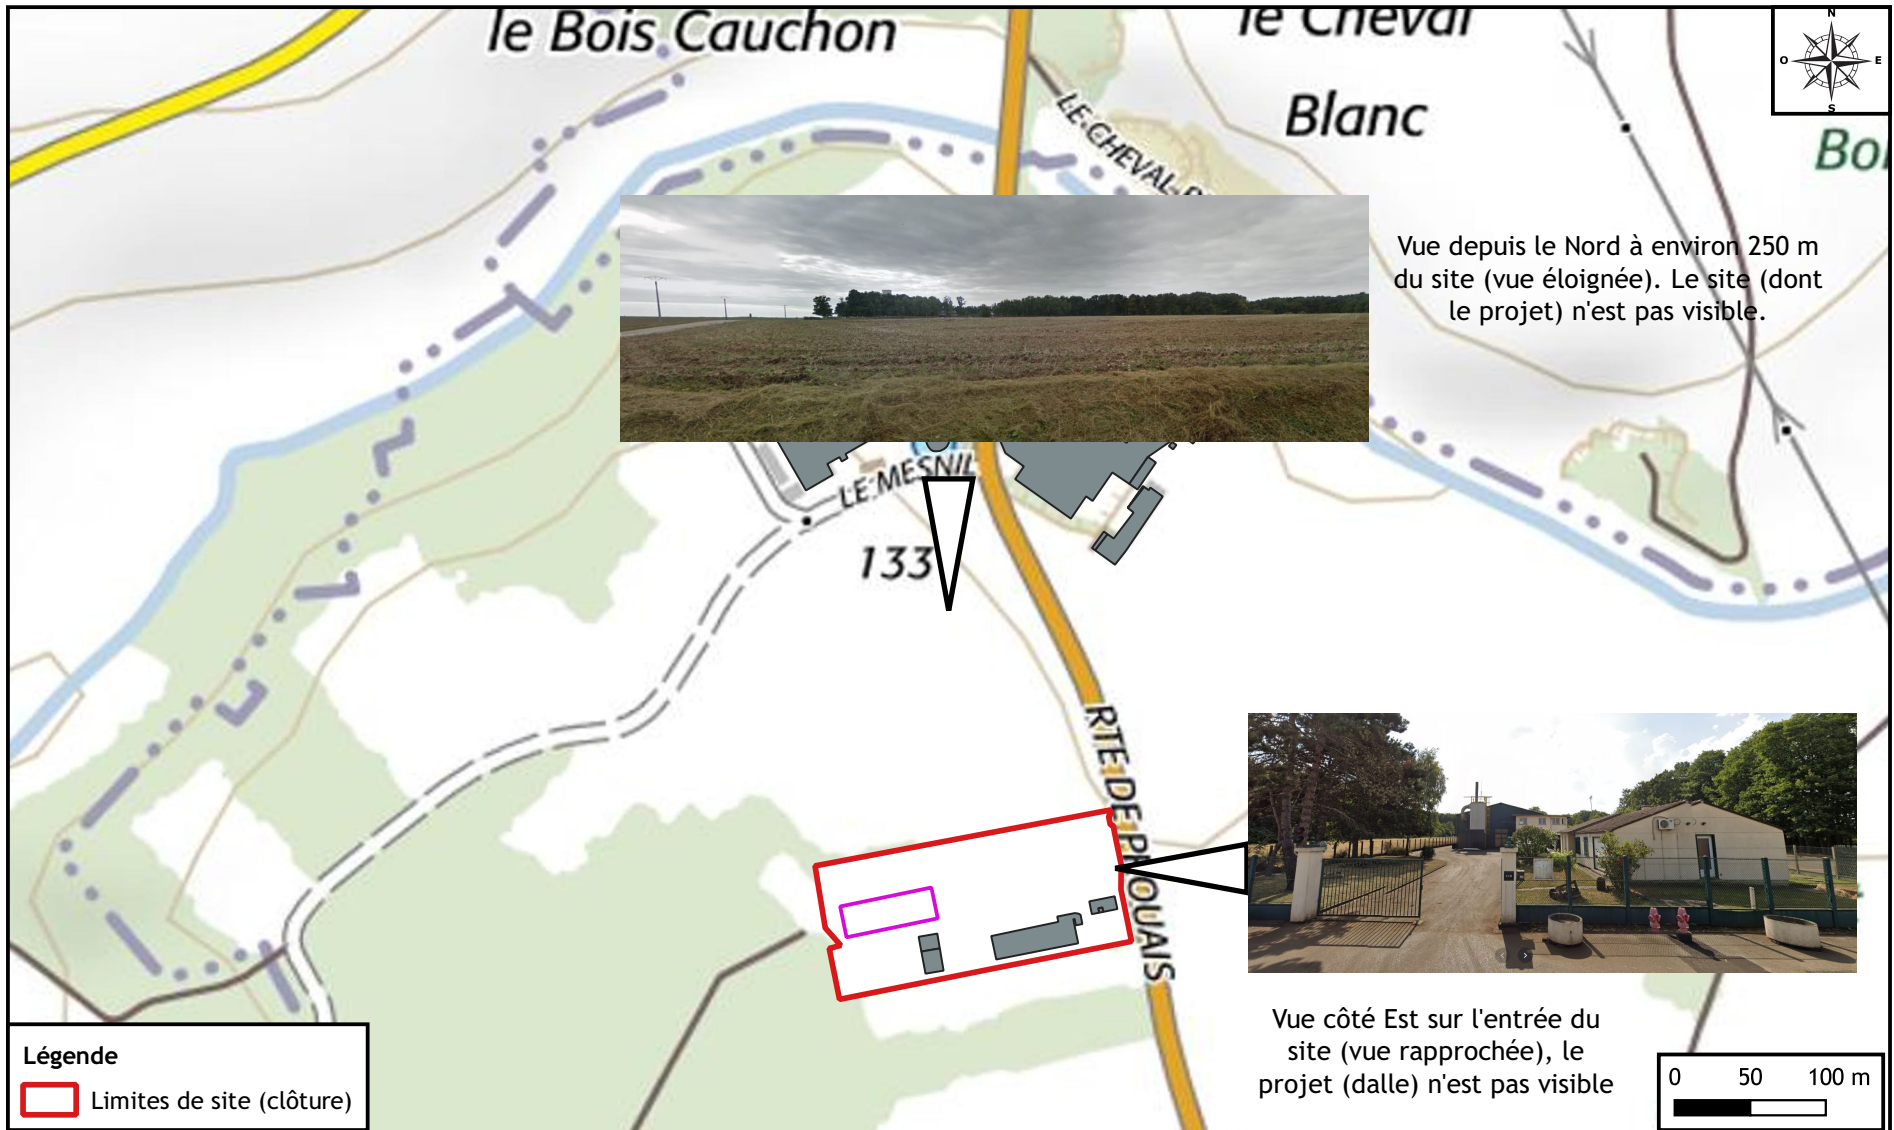 le Bois Cauchon
le Cheval
Blanc
N
O
E
S
LE CHEVAL
Vue depuis le Nord à environ 250 m
du site (vue éloignée). Le site (dont
le projet) n'est pas visible.
LE MESNIL
133
RTE DE PROUAIS
Vue côté Est sur l'entrée du
site (vue rapprochée), le
projet (dalle) n'est pas visible
Légende
Limites de site (clôture)
0 50 100 m